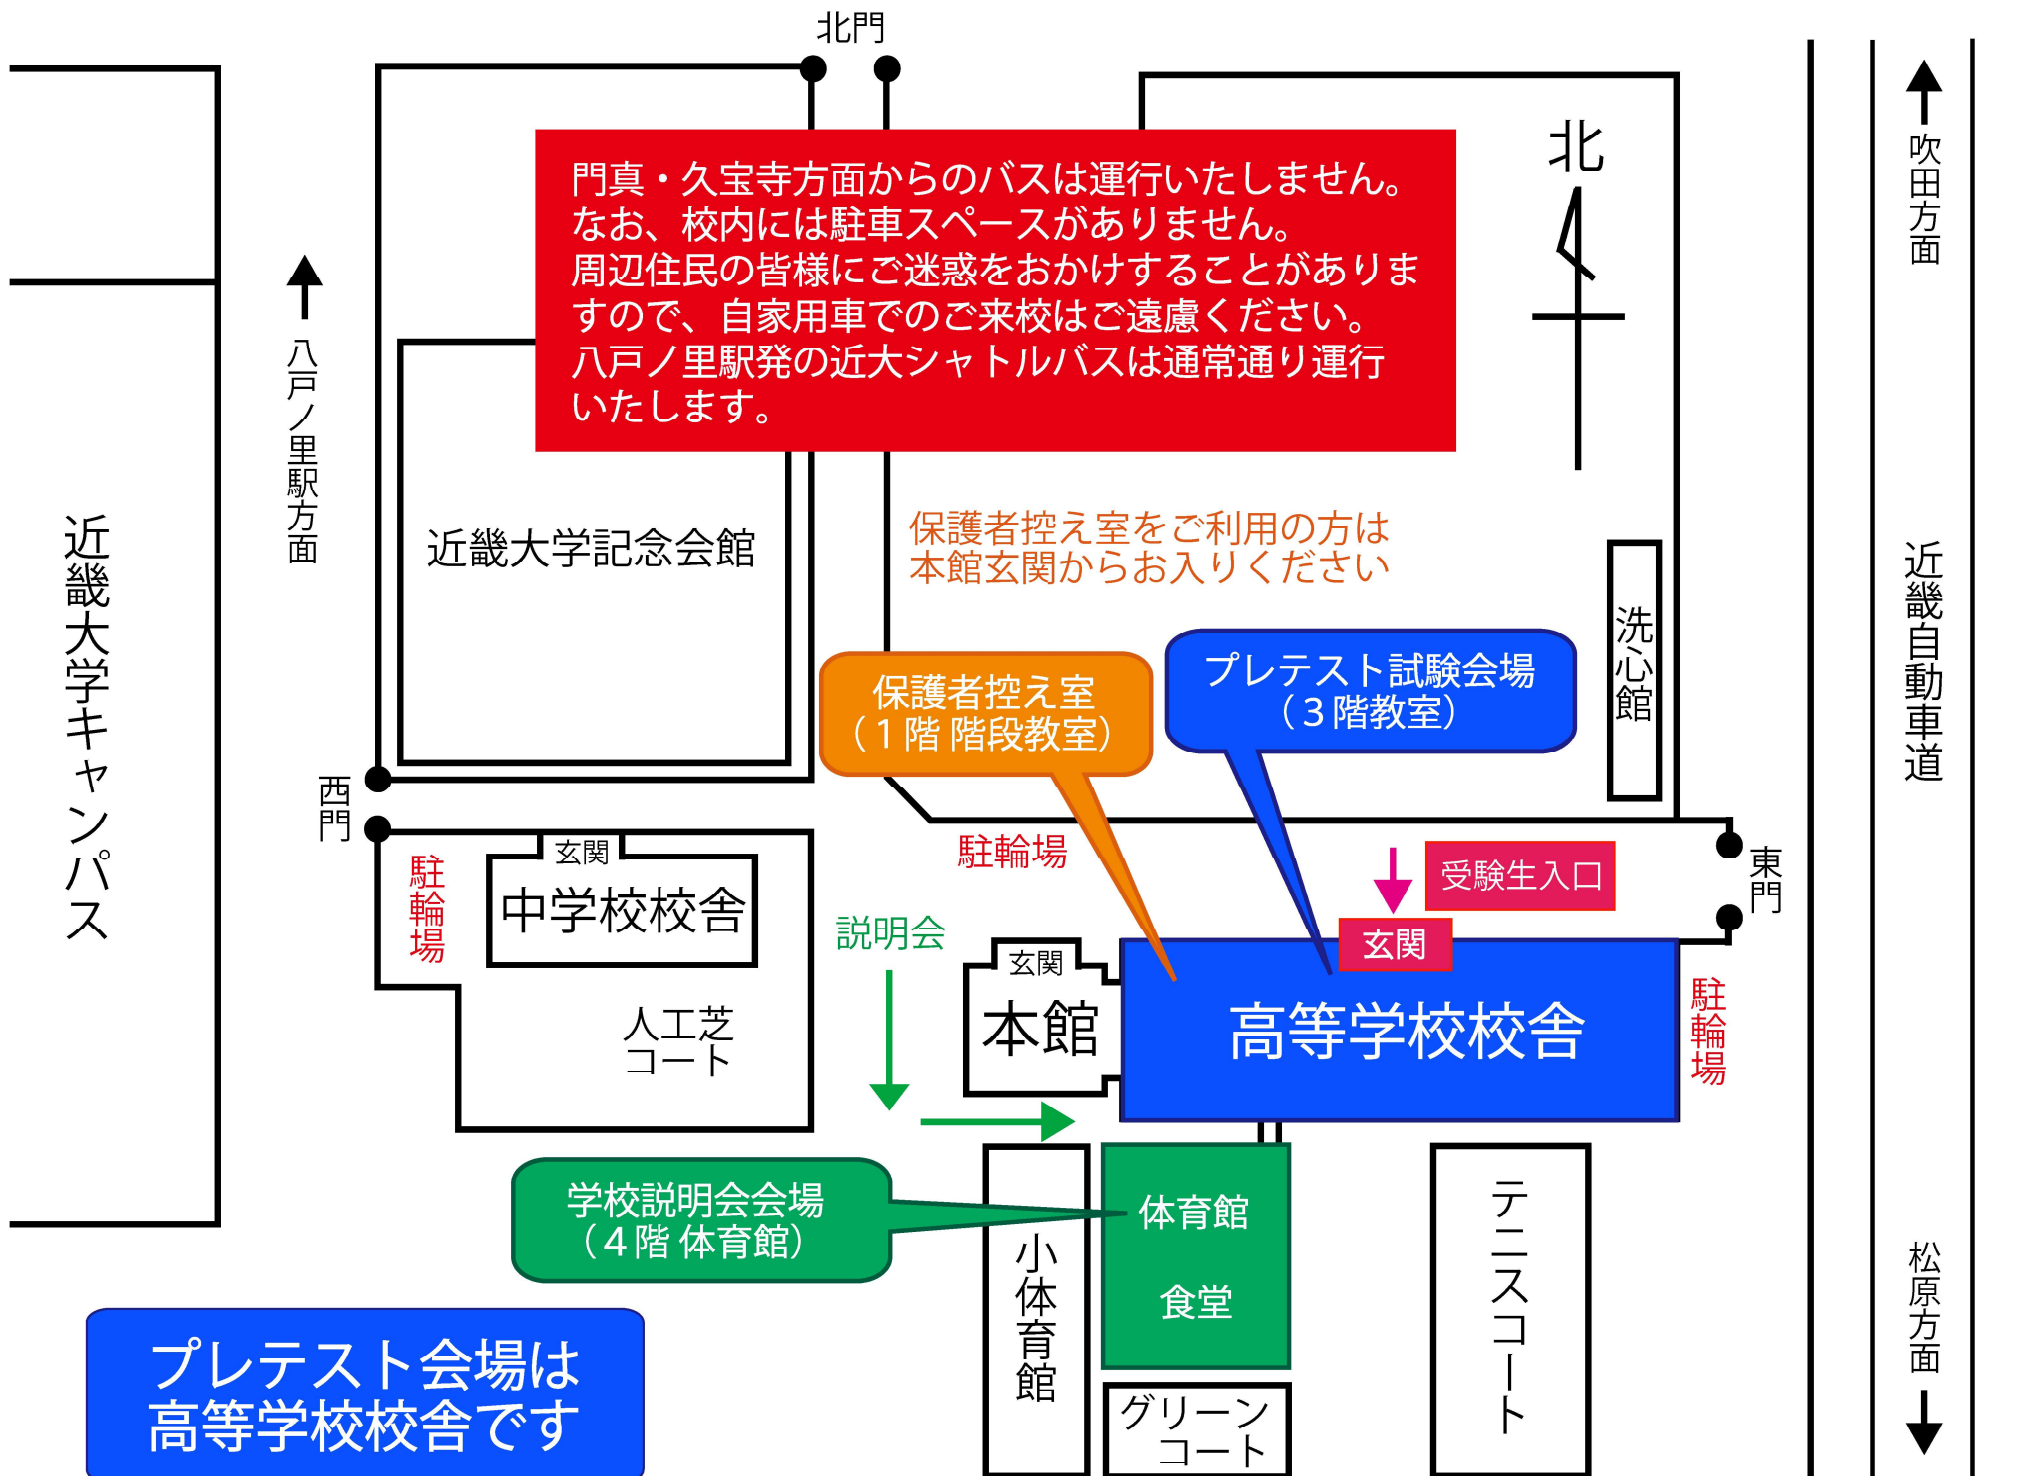 北門
北
吹田方面
門真・久宝寺方面からのバスは運行いたしません。
なお、校内には駐車スペースがありません。
周辺住民の皆様にご迷惑をおかけすることがありま
すので、自家用車でのご来校はご遠慮ください。
八戸ノ里駅発の近大シャトルバスは通常通り運行
いたします。
八戸ノ里駅方面
近畿大学キャンパス
近畿大学記念会館
保護者控え室をご利用の方は
本館玄関からお入りください
洗心館
近畿自動車道
保護者控え室
（１階 階段教室）
プレテスト試験会場
（３階教室）
西門
駐輪場
玄関
中学校校舎
駐輪場
受験生入口
東門
説明会
玄関
玄関
本館
高等学校校舎
駐輪場
人工芝
コート
学校説明会会場
（４階 体育館）
体育館
食堂
小体育館
テニスコート
松原方面
グリーン
コート
プレテスト会場は
高等学校校舎です